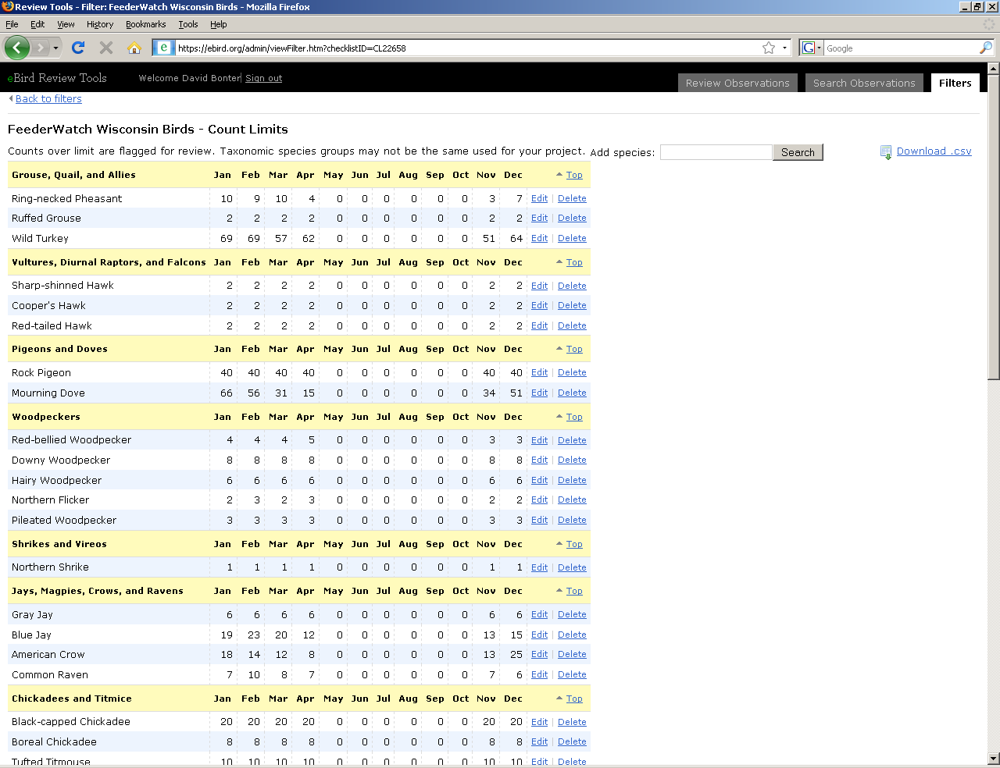 Review Tools - Filter: FeederWatch Wisconsin Birds - Mozilla Firefox
File Edit View History Bookmarks Tools Help
https://ebird.org/admin/viewFilter.htm?checklistID=CL22658 Google
eBird Review Tools Welcome David Bonter| Sign out Review Observations Search Observations Filters
Back to filters
FeederWatch Wisconsin Birds - Count Limits
Counts over limit are flagged for review. Taxonomic species groups may not be the same used for your project. Add species: Search Download .csv
Grouse, Quail, and Allies Jan Feb Mar Apr May Jun Jul Aug Sep Oct Nov Dec Top
Ring-necked Pheasant 10 9 10 4 0 0 0 0 0 0 3 7 Edit | Delete
Ruffed Grouse 2 2 2 2 0 0 0 0 0 0 2 2 Edit | Delete
Wild Turkey 69 69 57 62 0 0 0 0 0 0 51 64 Edit | Delete
Vultures, Diurnal Raptors, and Falcons Jan Feb Mar Apr May Jun Jul Aug Sep Oct Nov Dec Top
Sharp-shinned Hawk 2 2 2 2 0 0 0 0 0 0 2 2 Edit | Delete
Cooper's Hawk 2 2 2 2 0 0 0 0 0 0 2 2 Edit | Delete
Red-tailed Hawk 2 2 2 2 0 0 0 0 0 0 2 2 Edit | Delete
Pigeons and Doves Jan Feb Mar Apr May Jun Jul Aug Sep Oct Nov Dec Top
Rock Pigeon 40 40 40 40 0 0 0 0 0 0 40 40 Edit | Delete
Mourning Dove 66 56 31 15 0 0 0 0 0 0 34 51 Edit | Delete
Woodpeckers Jan Feb Mar Apr May Jun Jul Aug Sep Oct Nov Dec Top
Red-bellied Woodpecker 4 4 4 5 0 0 0 0 0 0 3 3 Edit | Delete
Downy Woodpecker 8 8 8 8 0 0 0 0 0 0 8 8 Edit | Delete
Hairy Woodpecker 6 6 6 6 0 0 0 0 0 0 6 6 Edit | Delete
Northern Flicker 2 3 2 3 0 0 0 0 0 0 2 2 Edit | Delete
Pileated Woodpecker 3 3 3 3 0 0 0 0 0 0 3 3 Edit | Delete
Shrikes and Vireos Jan Feb Mar Apr May Jun Jul Aug Sep Oct Nov Dec Top
Northern Shrike 1 1 1 1 0 0 0 0 0 0 1 1 Edit | Delete
Jays, Magpies, Crows, and Ravens Jan Feb Mar Apr May Jun Jul Aug Sep Oct Nov Dec Top
Gray Jay 6 6 6 6 0 0 0 0 0 0 6 6 Edit | Delete
Blue Jay 19 23 20 12 0 0 0 0 0 0 13 15 Edit | Delete
American Crow 18 14 12 8 0 0 0 0 0 0 13 25 Edit | Delete
Common Raven 7 10 8 7 0 0 0 0 0 0 7 6 Edit | Delete
Chickadees and Titmice Jan Feb Mar Apr May Jun Jul Aug Sep Oct Nov Dec Top
Black-capped Chickadee 20 20 20 20 0 0 0 0 0 0 20 20 Edit | Delete
Boreal Chickadee 8 8 8 8 0 0 0 0 0 0 8 8 Edit | Delete
Tufted Titmouse 10 10 10 10 0 0 0 0 0 0 10 10 Edit | Delete